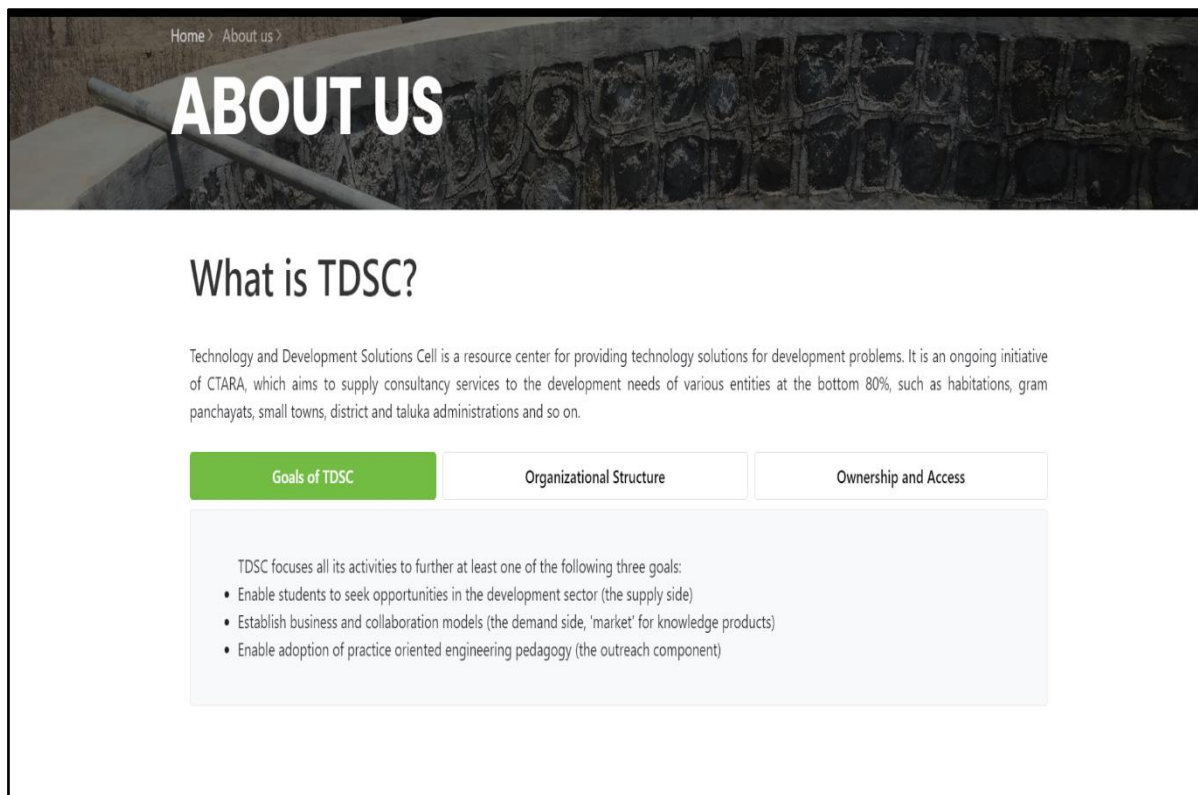 Home > About us >
ABOUT US
What is TDSC?
Technology and Development Solutions Cell is a resource center for providing technology solutions for development problems. It is an ongoing initiative
of CTARA, which aims to supply consultancy services to the development needs of various entities at the bottom 80%, such as habitations, gram
panchayats, small towns, district and taluka administrations and so on.
Goals of TDSC
Organizational Structure
Ownership and Access
TDSC focuses all its activities to further at least one of the following three goals:
• Enable students to seek opportunities in the development sector (the supply side)
• Establish business and collaboration models (the demand side, 'market' for knowledge products)
• Enable adoption of practice oriented engineering pedagogy (the outreach component)